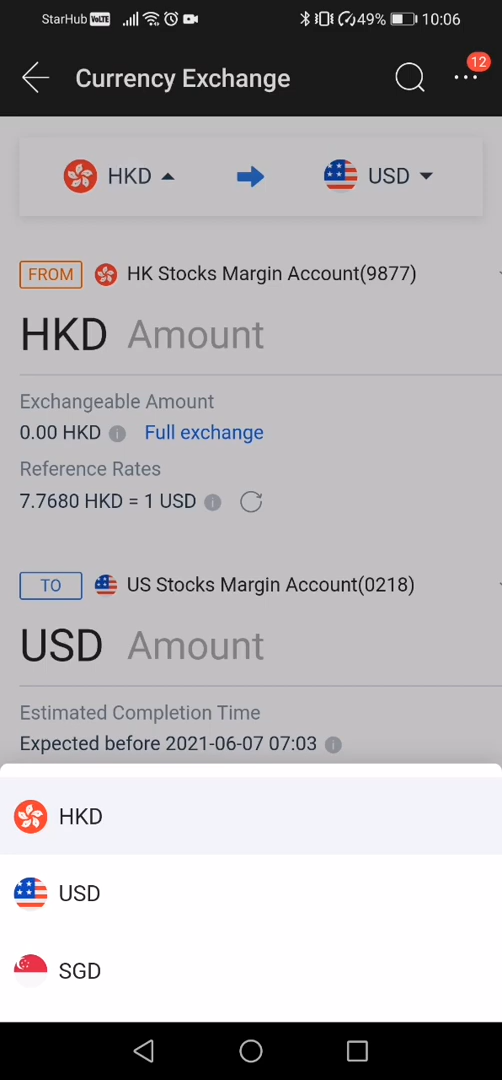 StarHub VoLTE 49% 10:06
Currency Exchange 12
HKD USD
FROM HK Stocks Margin Account(9877)
HKD Amount
Exchangeable Amount
0.00 HKD Full exchange
Reference Rates
7.7680 HKD = 1 USD
TO US Stocks Margin Account(0218)
USD Amount
Estimated Completion Time
Expected before 2021-06-07 07:03
HKD
USD
SGD